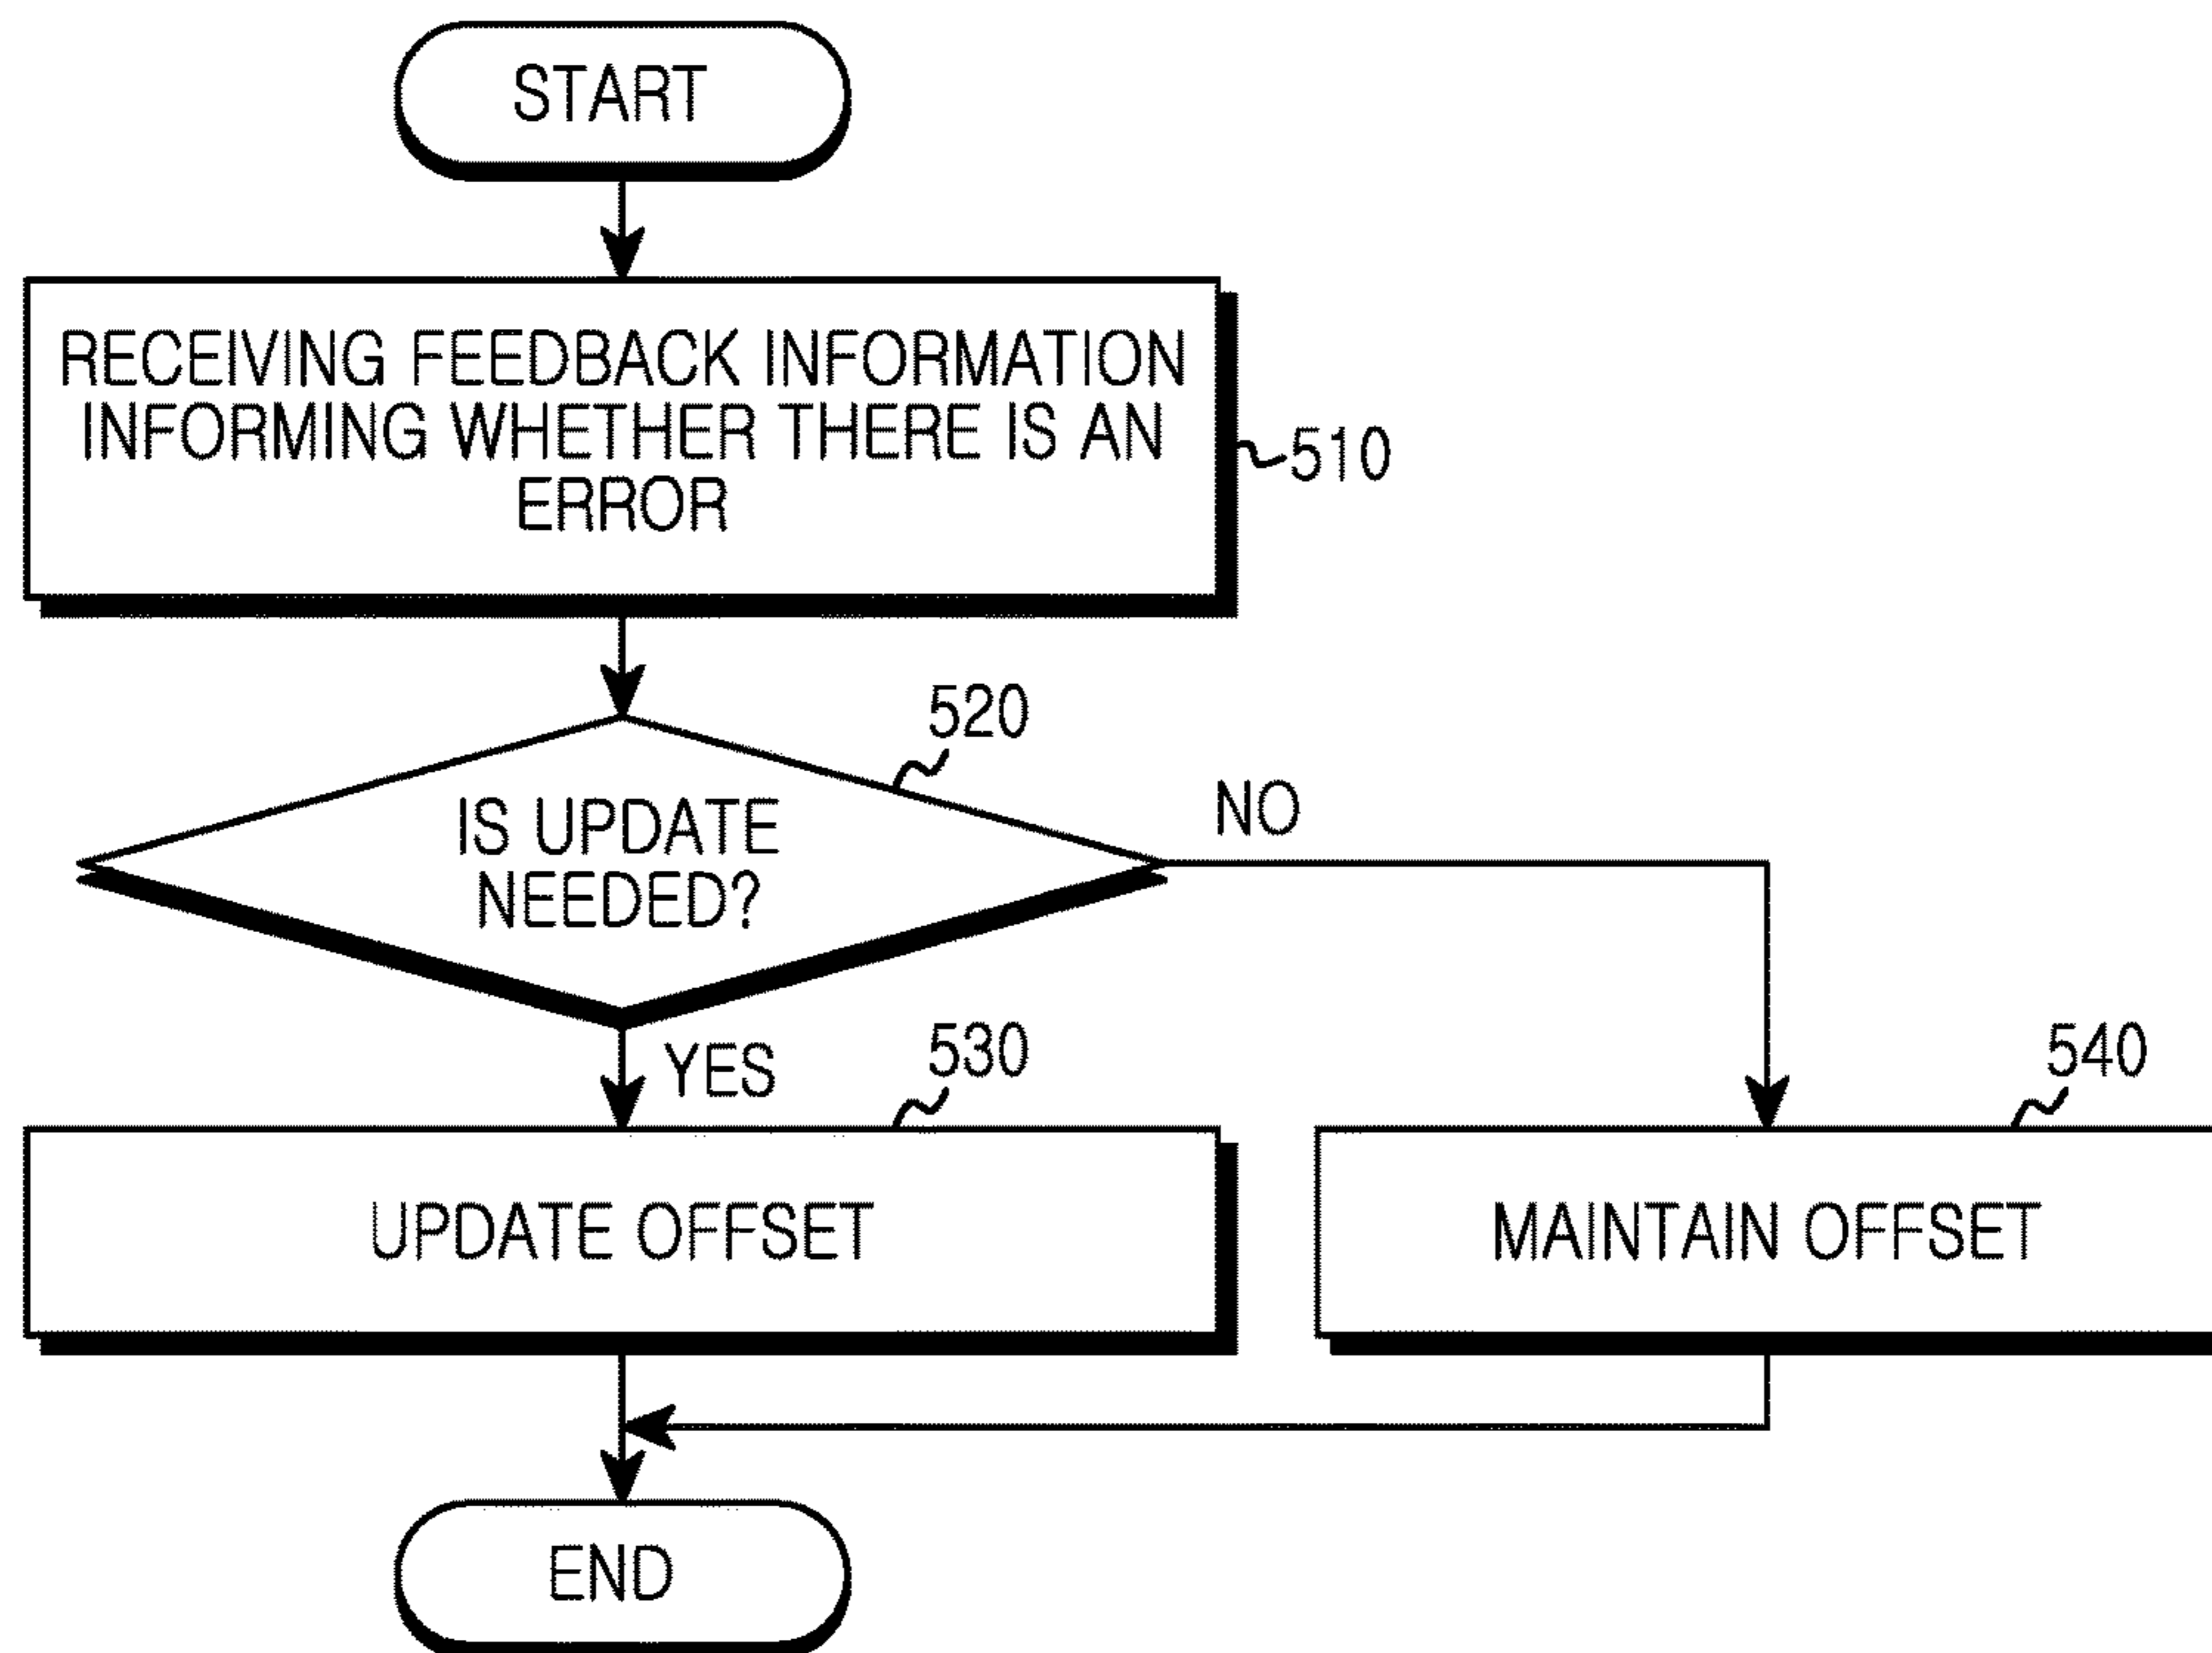 START
RECEIVING FEEDBACK INFORMATION
INFORMING WHETHER THERE IS AN
ERROR
510
520
IS UPDATE
NEEDED?
NO
YES
530
540
UPDATE OFFSET
MAINTAIN OFFSET
END